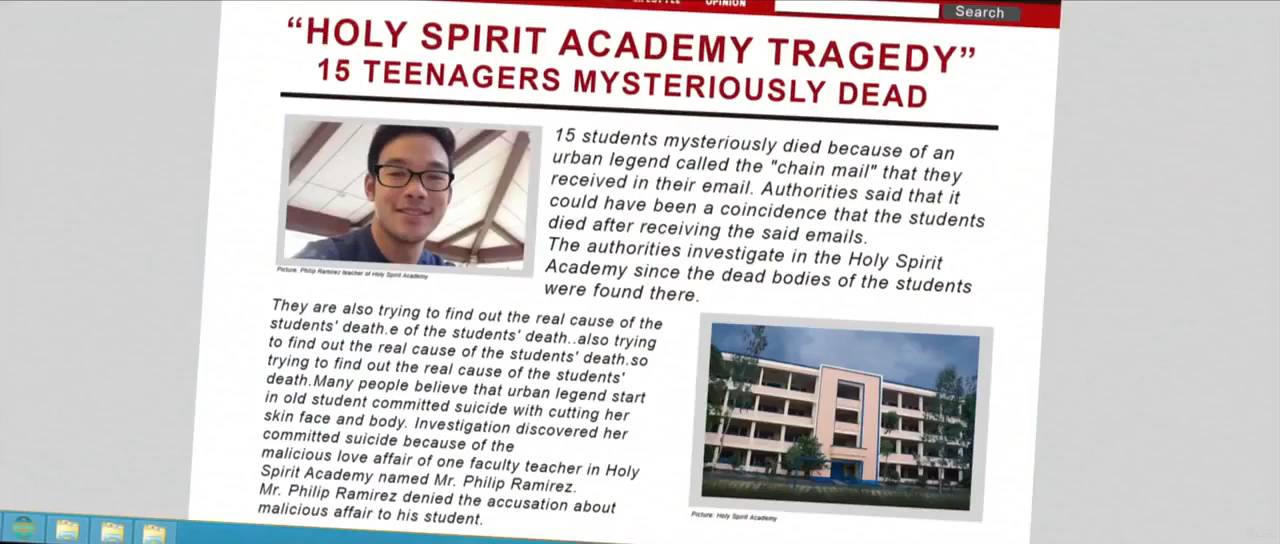 OPINION
Search
“HOLY SPIRIT ACADEMY TRAGEDY”
15 TEENAGERS MYSTERIOUSLY DEAD
15 students mysteriously died because of an
urban legend called the "chain mail" that they
received in their email. Authorities said that it
could have been a coincidence that the students
died after receiving the said emails.
The authorities investigate in the Holy Spirit
Academy since the dead bodies of the students
were found there.
Picture: Philip Ramirez teacher of Holy Spirit Academy
They are also trying to find out the real cause of the
students' death.e of the students' death..also trying
to find out the real cause of the students' death.so
trying to find out the real cause of the students'
death.Many people believe that urban legend start
in old student committed suicide with cutting her
skin face and body. Investigation discovered her
committed suicide because of the
malicious love affair of one faculty teacher in Holy
Spirit Academy named Mr. Philip Ramirez.
Mr. Philip Ramirez denied the accusation about
malicious affair to his student.
Picture: Holy Spirit Academy